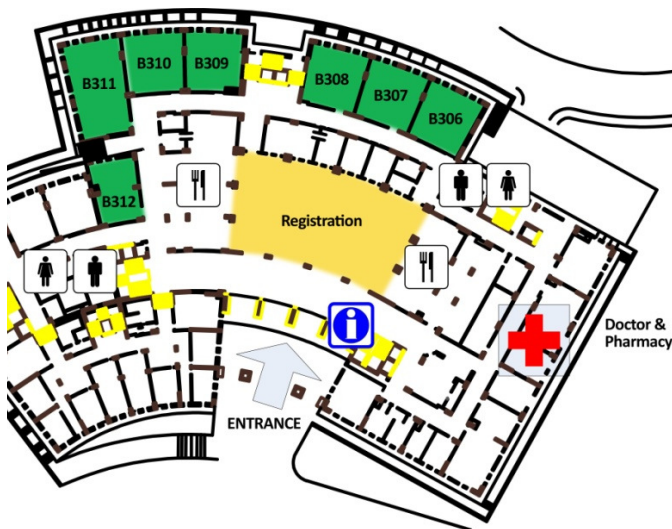 B311
B310
B309
B308
B307
B306
B312
Registration
Doctor &
Pharmacy
ENTRANCE